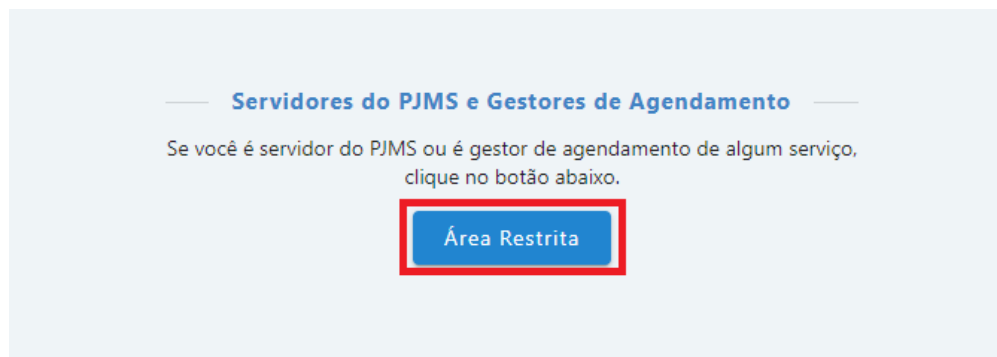 Servidores do PJMS e Gestores de Agendamento
Se você é servidor do PJMS ou é gestor de agendamento de algum serviço,
clique no botão abaixo.
Área Restrita